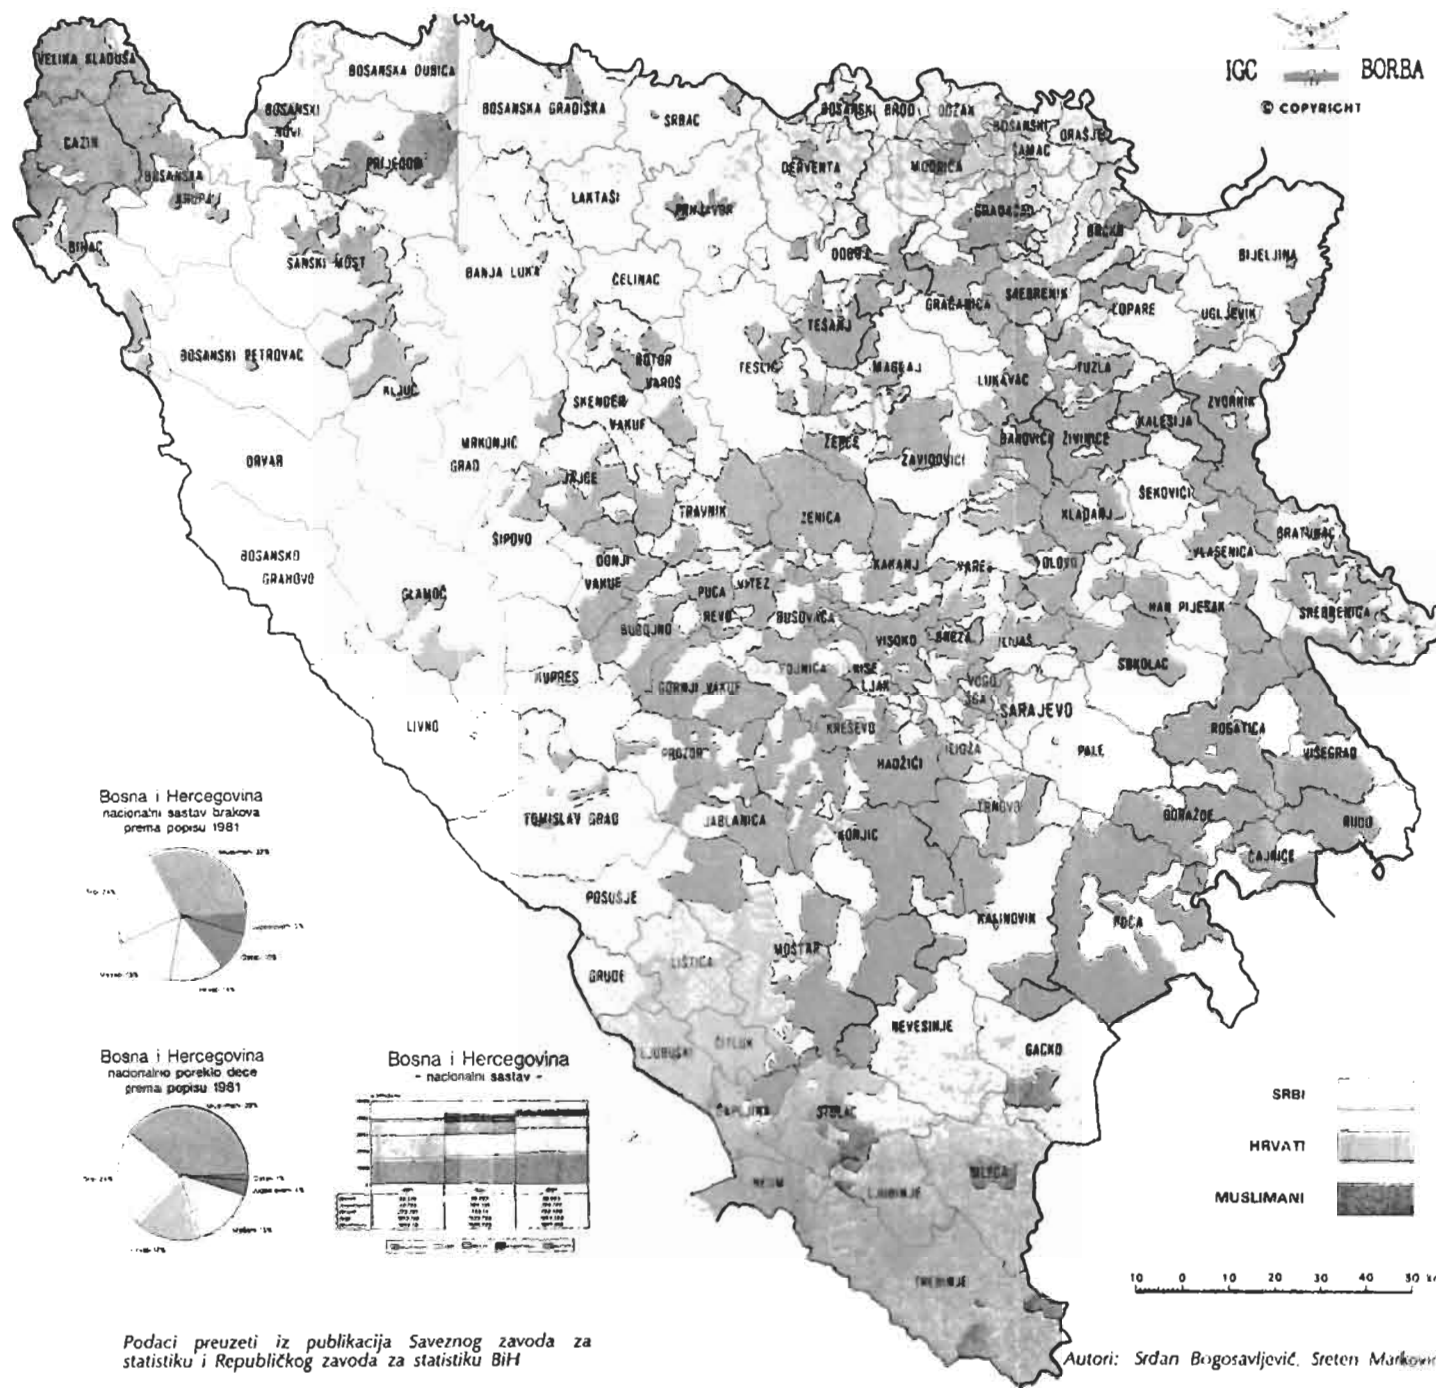 IGC BORBA
© COPYRIGHT
VELIKA KLADUŠA
BOSANSKA DUBICA
BOSANSKI NOVI
BOSANSKA GRADIŠKA
SRBAC
BOSANSKI BROD
ODŽAK
BOSANSKI ŠAMAC
ORAŠJE
CAZIN
PRIJEDOR
DERVENTA
MODRIČA
BOSANSKA KRUPA
LAKTAŠI
PRNJAVOR
GRADAČAC
BRČKO
BIHAĆ
SANSKI MOST
BANJA LUKA
ČELINAC
DOBOJ
BIJELJINA
GRAČANICA
SREBRENIK
LOPARE
UGLJEVIK
TEŠANJ
BOSANSKI PETROVAC
KLJUČ
KOTOR VAROŠ
TESLIĆ
MAGLAJ
LUKAVAC
TUZLA
SKENDER VAKUF
ZVORNIK
KALESIJA
DRVAR
MRKONJIĆ GRAD
ŽEPČE
ZAVIDOVIĆI
BANOVIĆI
ŽIVINICE
JAJCE
ŠEKOVIĆI
TRAVNIK
ZENICA
KLADANJ
ŠIPOVO
BRATUNAC
VLASENICA
BOSANSKO GRAHOVO
DONJI VAKUF
KAKANJ
VAREŠ
OLOVO
GLAMOČ
PUCAREVO
VITEZ
HAN PIJESAK
SREBRENICA
BUGOJNO
BUSOVAČA
VISOKO
BREZA
ILIJAŠ
SOKOLAC
KUPRES
FOJNICA
KISELJAK
GORNJI VAKUF
VOGOŠĆA
SARAJEVO
LIVNO
KREŠEVO
ROGATICA
PROZOR
ILIDŽA
PALE
VIŠEGRAD
HADŽIĆI
TRNOVO
TOMISLAV GRAD
JABLANICA
KONJIC
GORAŽDE
RUDO
ČAJNIČE
POSUŠJE
KALINOVIK
FOČA
MOSTAR
LIŠTICA
GRUDE
NEVESINJE
GACKO
LJUBUŠKI
ČITLUK
ČAPLJINA
STOLAC
NEUM
LJUBINJE
BILEĆA
TREBINJE
Bosna i Hercegovina
nacionalni sastav brakova
prema popisu 1981
Bosna i Hercegovina
nacionalno poreklo dece
prema popisu 1981
Bosna i Hercegovina
- nacionalni sastav -
SRBI
HRVATI
MUSLIMANI
10 0 10 20 30 40 50
Podaci preuzeti iz publikacija Saveznog zavoda za
statistiku i Republičkog zavoda za statistiku BiH
Autori: Srđan Bogosavljević, Sreten